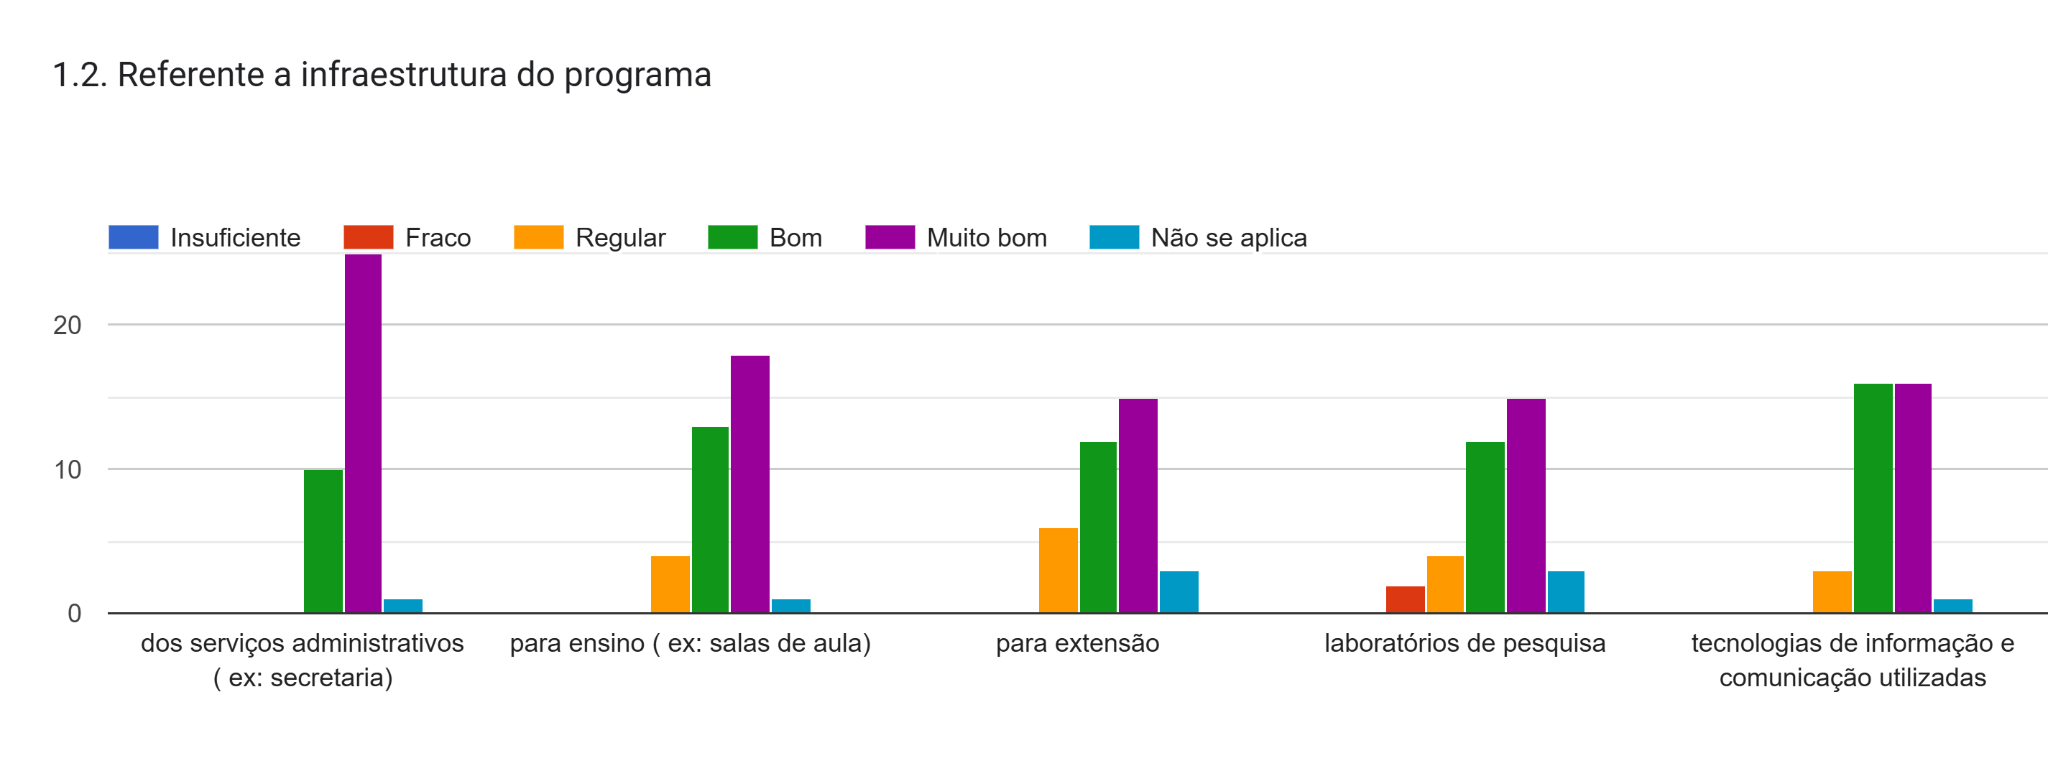 1.2. Referente a infraestrutura do programa
Insuficiente Fraco Regular Bom Muito bom Não se aplica
20
10
0
dos serviços administrativos
( ex: secretaria)
para ensino ( ex: salas de aula)
para extensão
laboratórios de pesquisa
tecnologias de informação e
comunicação utilizadas